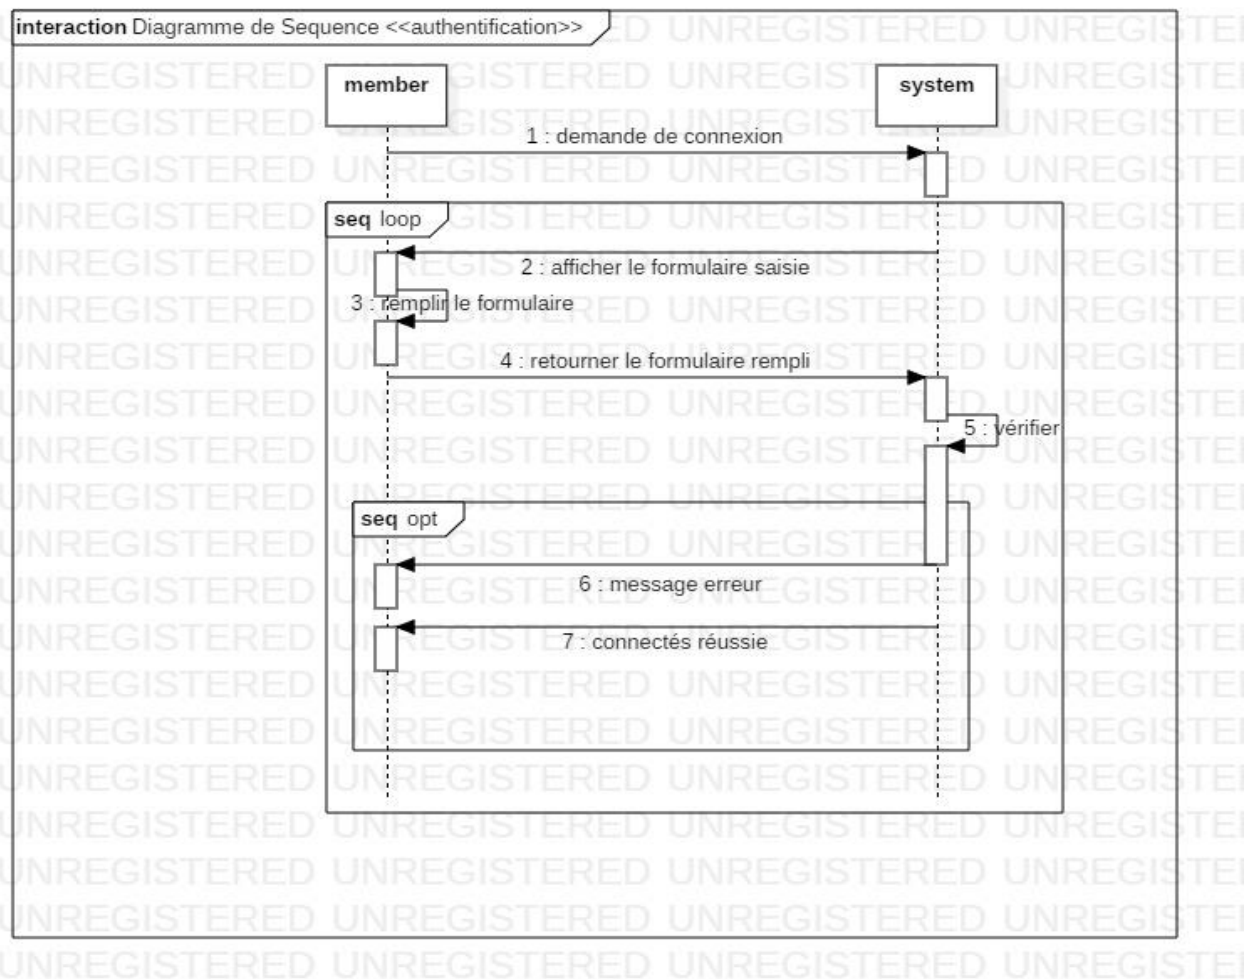 interaction Diagramme de Sequence <<authentification>>
member
system
1 : demande de connexion
seq loop
2 : afficher le formulaire saisie
3 : remplir le formulaire
4 : retourner le formulaire rempli
5 : vérifier
seq opt
6 : message erreur
7 : connectés réussie
UNREGISTERED